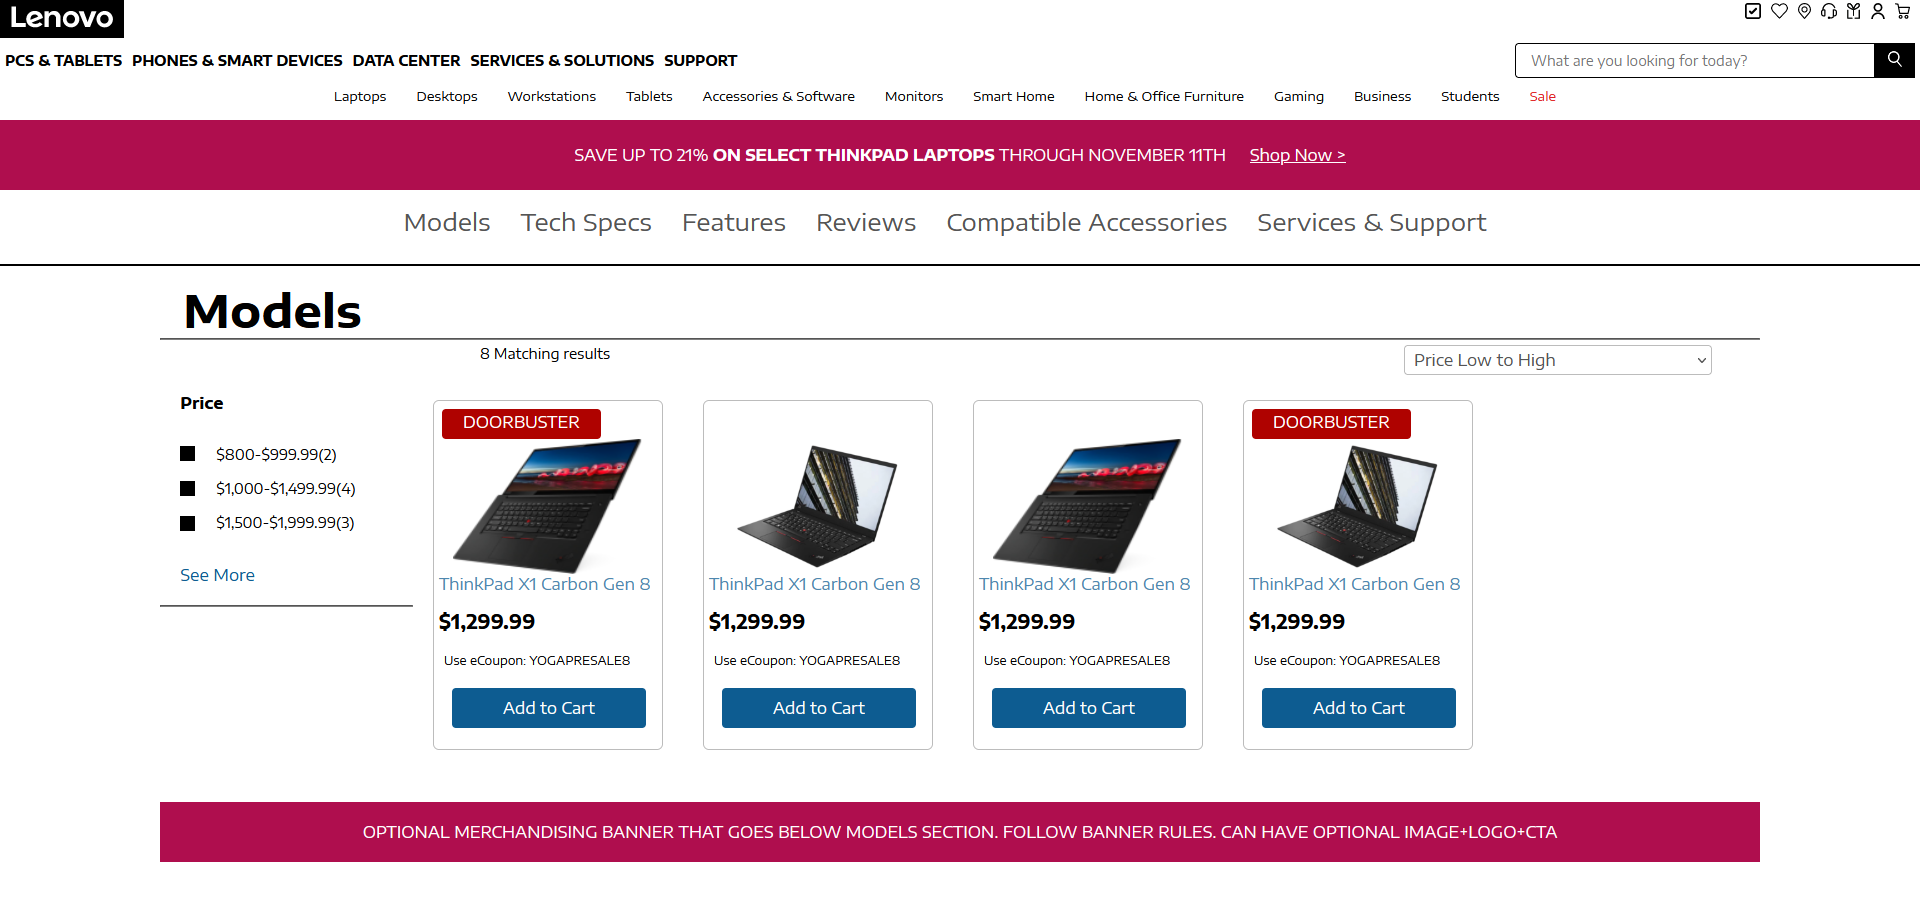 Lenovo
PCS & TABLETS PHONES & SMART DEVICES DATA CENTER SERVICES & SOLUTIONS SUPPORT
What are you looking for today?
Laptops Desktops Workstations Tablets Accessories & Software Monitors Smart Home Home & Office Furniture Gaming Business Students Sale
SAVE UP TO 21% ON SELECT THINKPAD LAPTOPS THROUGH NOVEMBER 11TH Shop Now >
Models Tech Specs Features Reviews Compatible Accessories Services & Support
Models
8 Matching results
Price Low to High
Price
$800-$999.99(2)
$1,000-$1,499.99(4)
$1,500-$1,999.99(3)
See More
DOORBUSTER
ThinkPad X1 Carbon Gen 8
$1,299.99
Use eCoupon: YOGAPRESALE8
Add to Cart
ThinkPad X1 Carbon Gen 8
$1,299.99
Use eCoupon: YOGAPRESALE8
Add to Cart
ThinkPad X1 Carbon Gen 8
$1,299.99
Use eCoupon: YOGAPRESALE8
Add to Cart
DOORBUSTER
ThinkPad X1 Carbon Gen 8
$1,299.99
Use eCoupon: YOGAPRESALE8
Add to Cart
OPTIONAL MERCHANDISING BANNER THAT GOES BELOW MODELS SECTION. FOLLOW BANNER RULES. CAN HAVE OPTIONAL IMAGE+LOGO+CTA